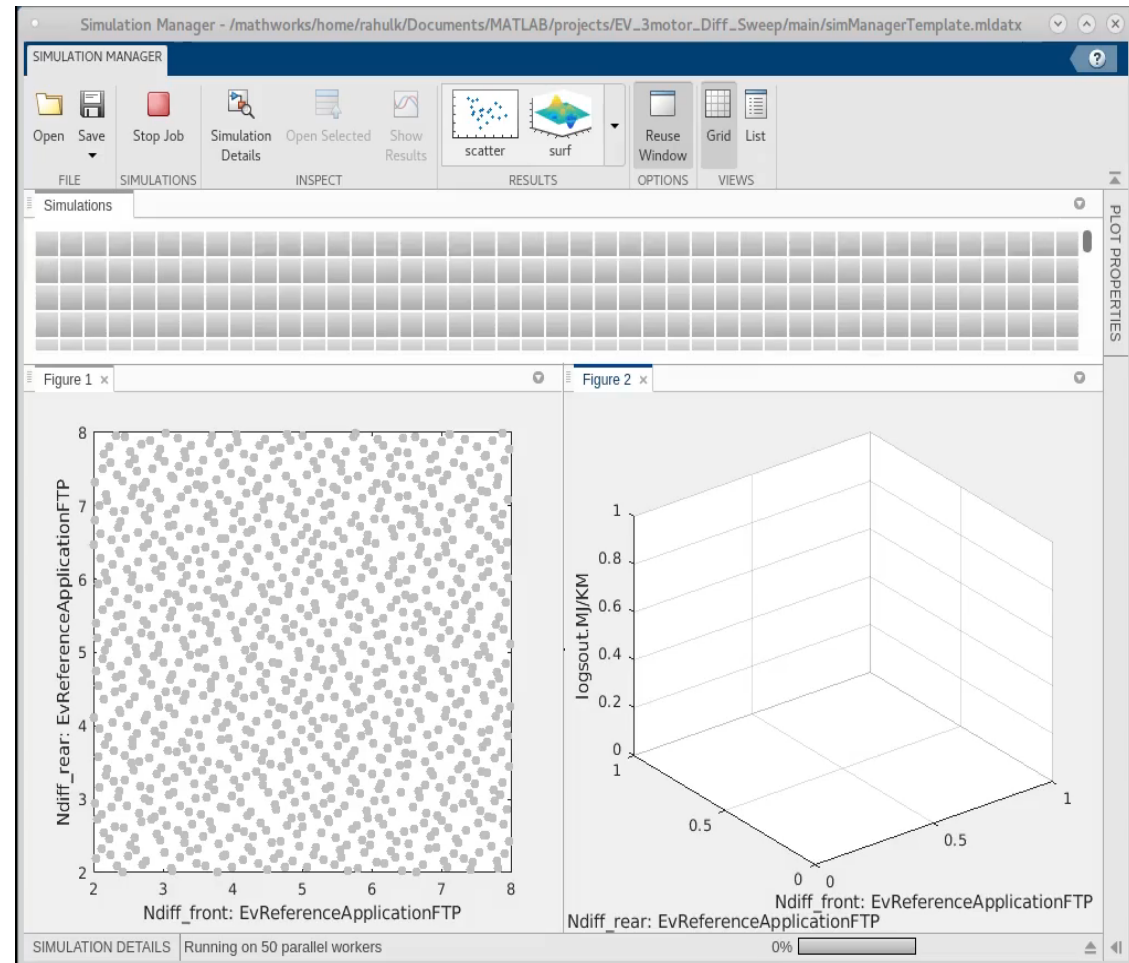 Simulation Manager - /mathworks/home/rahulk/Documents/MATLAB/projects/EV_3motor_Diff_Sweep/main/simManagerTemplate.mldatx
SIMULATION MANAGER
?
Open
Save
Stop Job
Simulation
Details
Open Selected
Show
Results
scatter
surf
Reuse
Window
Grid
List
FILE
SIMULATIONS
INSPECT
RESULTS
OPTIONS
VIEWS
Simulations
PLOT PROPERTIES
Figure 1 ×
8
7
6
5
4
3
2
Ndiff_rear: EvReferenceApplicationFTP
2 3 4 5 6 7 8
Ndiff_front: EvReferenceApplicationFTP
Figure 2 ×
1
0.8
0.6
0.4
0.2
0
logsout.MJ/KM
1
0.5
0
0
0.5
1
Ndiff_front: EvReferenceApplicationFTP
Ndiff_rear: EvReferenceApplicationFTP
SIMULATION DETAILS
Running on 50 parallel workers
0%